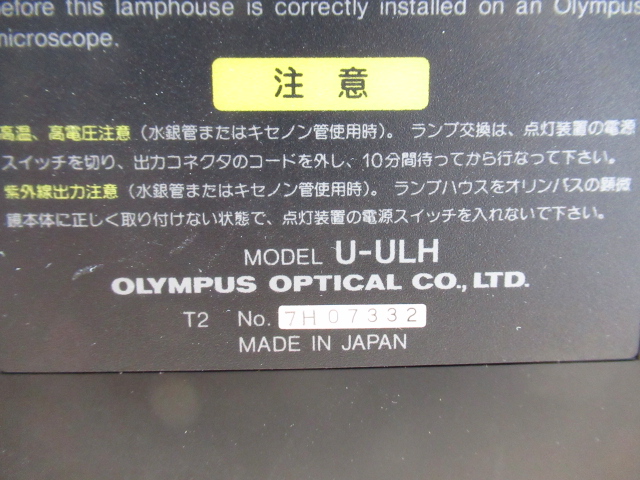 before this lamphouse is correctly installed on an Olympus
microscope.
注意
高温、高電圧注意（水銀管またはキセノン管使用時）。ランプ交換は、点灯装置の電源
スイッチを切り、出力コネクタのコードを外し、10分間待ってから行なって下さい。
紫外線出力注意（水銀管またはキセノン管使用時）。ランプハウスをオリンパスの顕微
鏡本体に正しく取り付けない状態で、点灯装置の電源スイッチを入れないで下さい。
MODEL U-ULH
OLYMPUS OPTICAL CO., LTD.
T2 No. 7H07332
MADE IN JAPAN